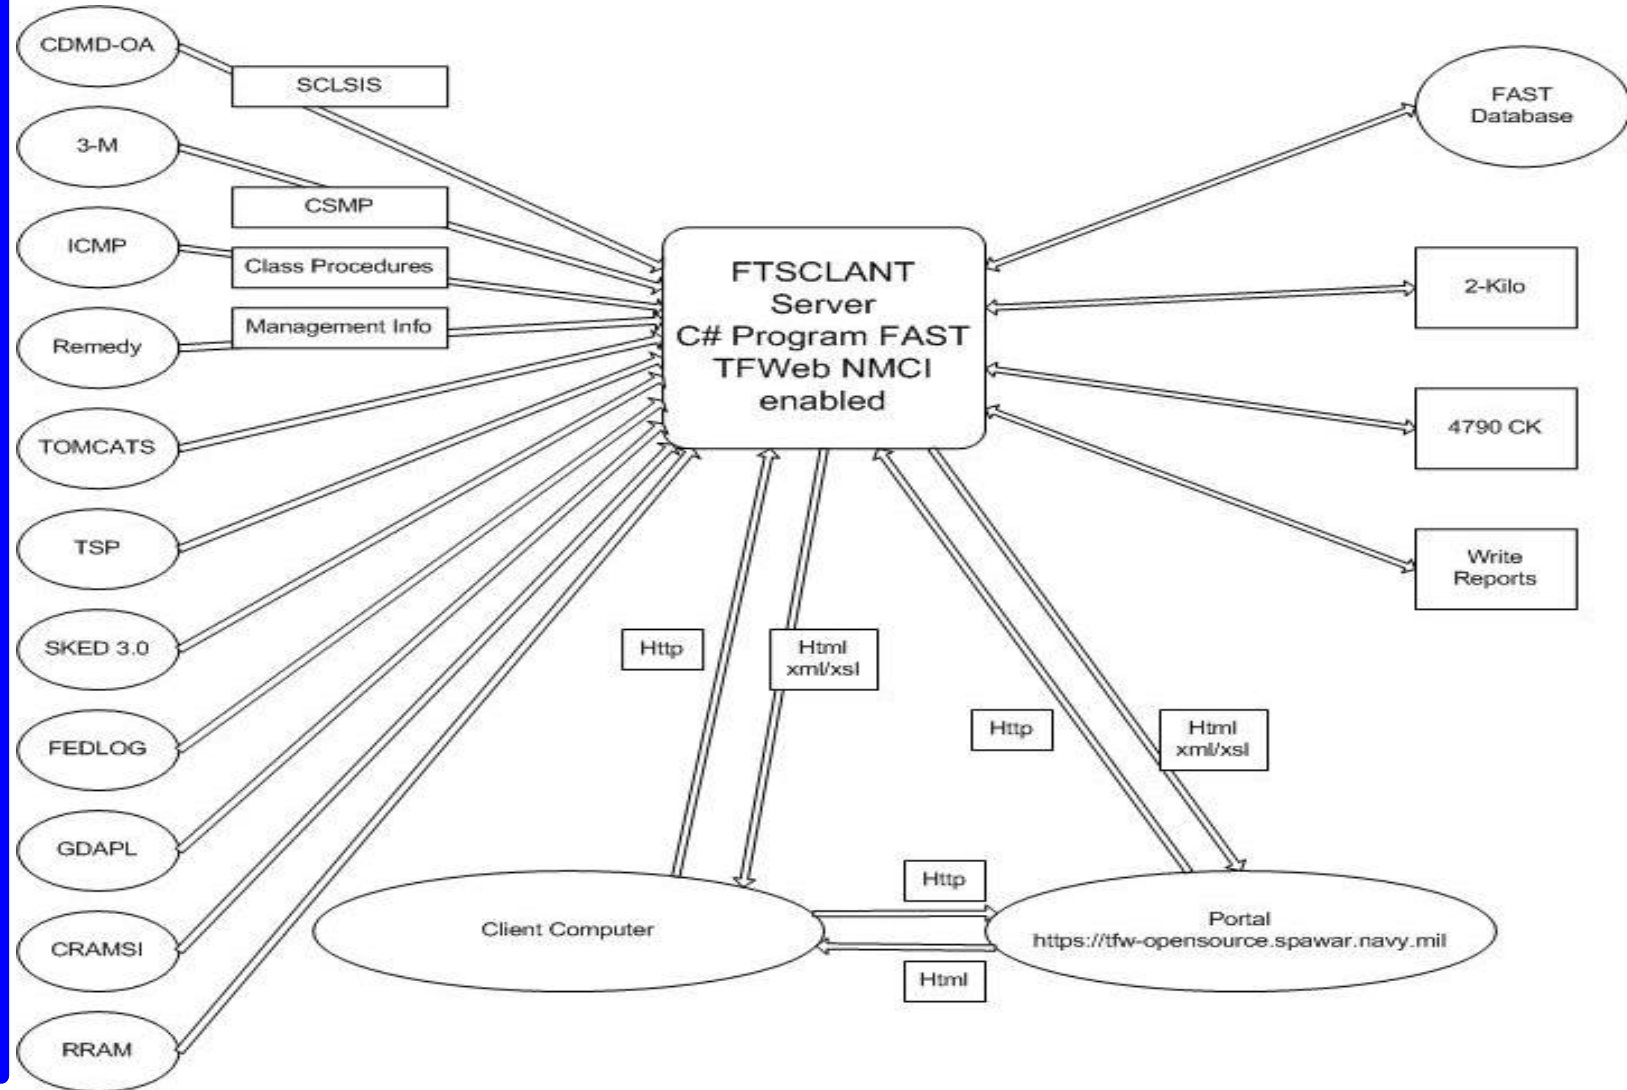 CDMD-OA
SCLSIS
3-M
CSMP
ICMP
Class Procedures
Remedy
Management Info
TOMCATS
TSP
SKED 3.0
FEDLOG
GDAPL
CRAMSI
RRAM
FTSCLANT
Server
C# Program FAST
TFWeb NMCI
enabled
FAST
Database
2-Kilo
4790 CK
Write
Reports
Http
Html
xml/xsl
Http
Html
xml/xsl
Client Computer
Http
Html
Portal
https://tfw-opensource.spawar.navy.mil